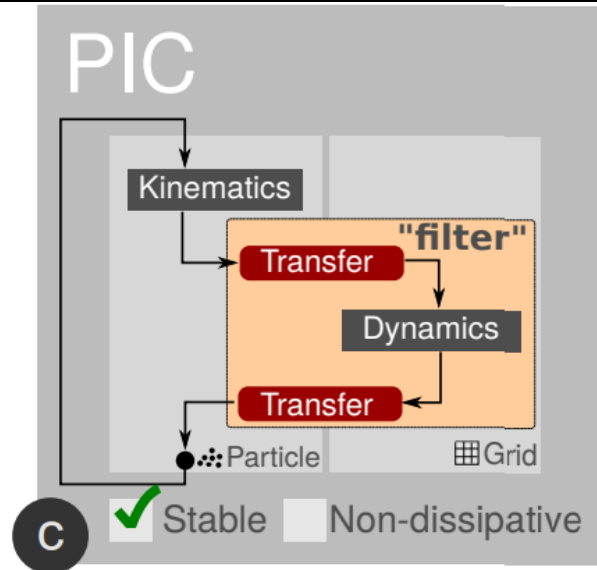 PIC
Kinematics
"filter"
Transfer
Dynamics
Transfer
Particle
Grid
Stable
Non-dissipative
C